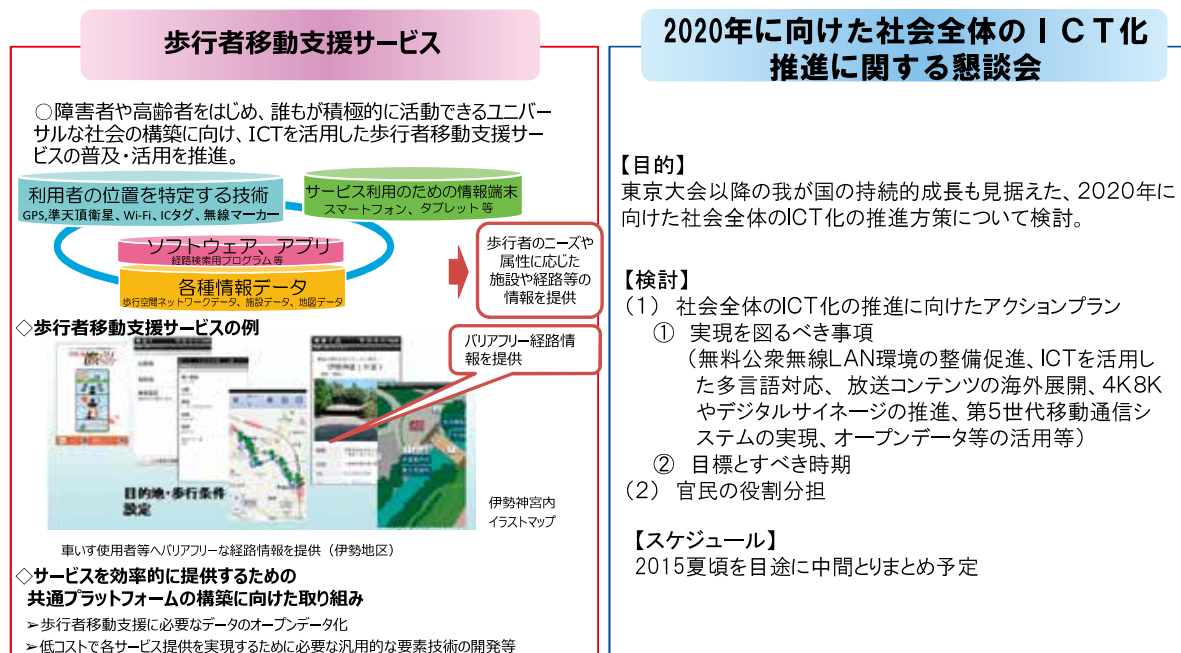 歩行者移動支援サービス
○障害者や高齢者をはじめ、誰もが積極的に活動できるユニバー
サルな社会の構築に向け、ICTを活用した歩行者移動支援サー
ビスの普及・活用を推進。
利用者の位置を特定する技術
GPS,準天頂衛星、Wi-Fi、ICタグ、無線マーカー
サービス利用のための情報端末
スマートフォン、タブレット 等
ソフトウェア、アプリ
経路検索用プログラム 等
各種情報データ
歩行空間ネットワークデータ、施設データ、地図データ
歩行者のニーズや
属性に応じた
施設や経路等の
情報を提供
◇歩行者移動支援サービスの例
バリアフリー経路情
報を提供
目的地・歩行条件
設定
伊勢神宮内
イラストマップ
車いす使用者等へバリアフリーな経路情報を提供（伊勢地区）
◇サービスを効率的に提供するための
共通プラットフォームの構築に向けた取り組み
➢歩行者移動支援に必要なデータのオープンデータ化
➢低コストで各サービス提供を実現するために必要な汎用的な要素技術の開発等
2020年に向けた社会全体のＩＣＴ化
推進に関する懇談会
【目的】
東京大会以降の我が国の持続的成長も見据えた、2020年に
向けた社会全体のICT化の推進方策について検討。
【検討】
（1） 社会全体のICT化の推進に向けたアクションプラン
① 実現を図るべき事項
（無料公衆無線LAN環境の整備促進、ICTを活用し
た多言語対応、放送コンテンツの海外展開、4K8K
やデジタルサイネージの推進、第5世代移動通信シ
ステムの実現、オープンデータ等の活用等）
② 目標とすべき時期
（2） 官民の役割分担
【スケジュール】
2015夏頃を目途に中間とりまとめ予定